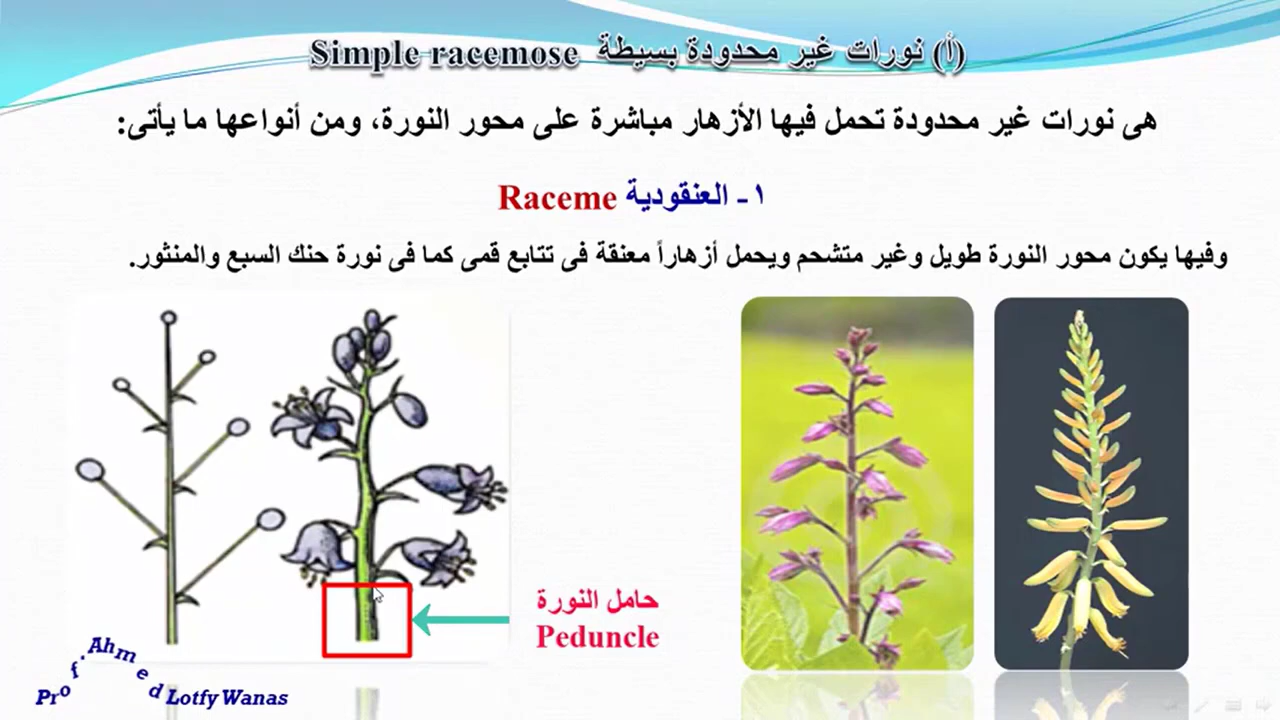 (أ) نورات غير محدودة بسيطة Simple racemose
هى نورات غير محدودة تحمل فيها الأزهار مباشرة على محور النورة، ومن أنواعها ما يأتى:
١- العنقودية Raceme
وفيها يكون محور النورة طويل وغير متشحم ويحمل أزهاراً معنقة فى تتابع قمى كما فى نورة حنك السبع والمنثور.
حامل النورة
Peduncle
Prof. Ahmed Lotfy Wanas